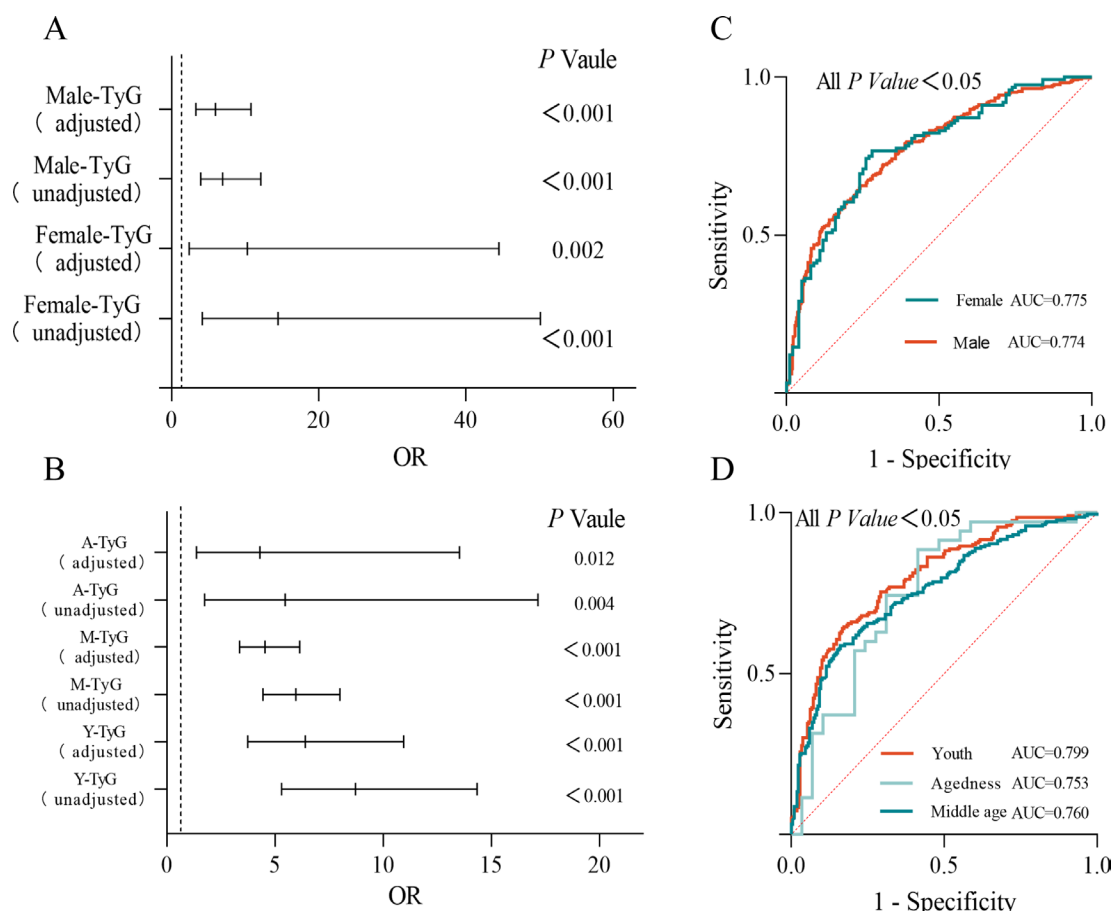 A
P Vaule
Male-TyG
( adjusted)
<0.001
Male-TyG
( unadjusted)
<0.001
Female-TyG
( adjusted)
0.002
Female-TyG
( unadjusted)
<0.001
0 20 40 60
OR
B
P Vaule
A-TyG
( adjusted)
0.012
A-TyG
( unadjusted)
0.004
M-TyG
( adjusted)
<0.001
M-TyG
( unadjusted)
<0.001
Y-TyG
( adjusted)
<0.001
Y-TyG
( unadjusted)
<0.001
0 5 10 15 20
OR
C
All P Value<0.05
1.0
0.5
Sensitivity
Female AUC=0.775
Male AUC=0.774
0.0 0.5 1.0
1 - Specificity
D
All P Value<0.05
1.0
0.5
Sensitivity
Youth AUC=0.799
Agedness AUC=0.753
Middle age AUC=0.760
0.0 0.5 1.0
1 - Specificity